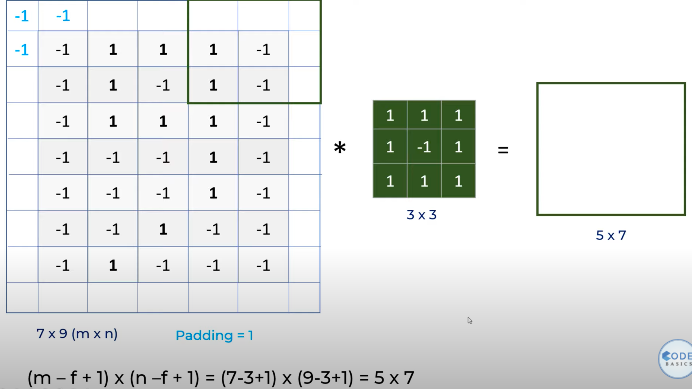 -1 -1
-1 -1 1 1 1 -1
-1 1 -1 1 -1
-1 1 1 1 -1
-1 -1 -1 1 -1
-1 -1 -1 1 -1
-1 -1 1 -1 -1
-1 1 -1 -1 -1
*
1 1 1
1 -1 1
1 1 1
3 x 3
=
5 x 7
7 x 9 (m x n)
Padding = 1
(m – f + 1) x (n –f + 1) = (7-3+1) x (9-3+1) = 5 x 7
CODE
BASICS